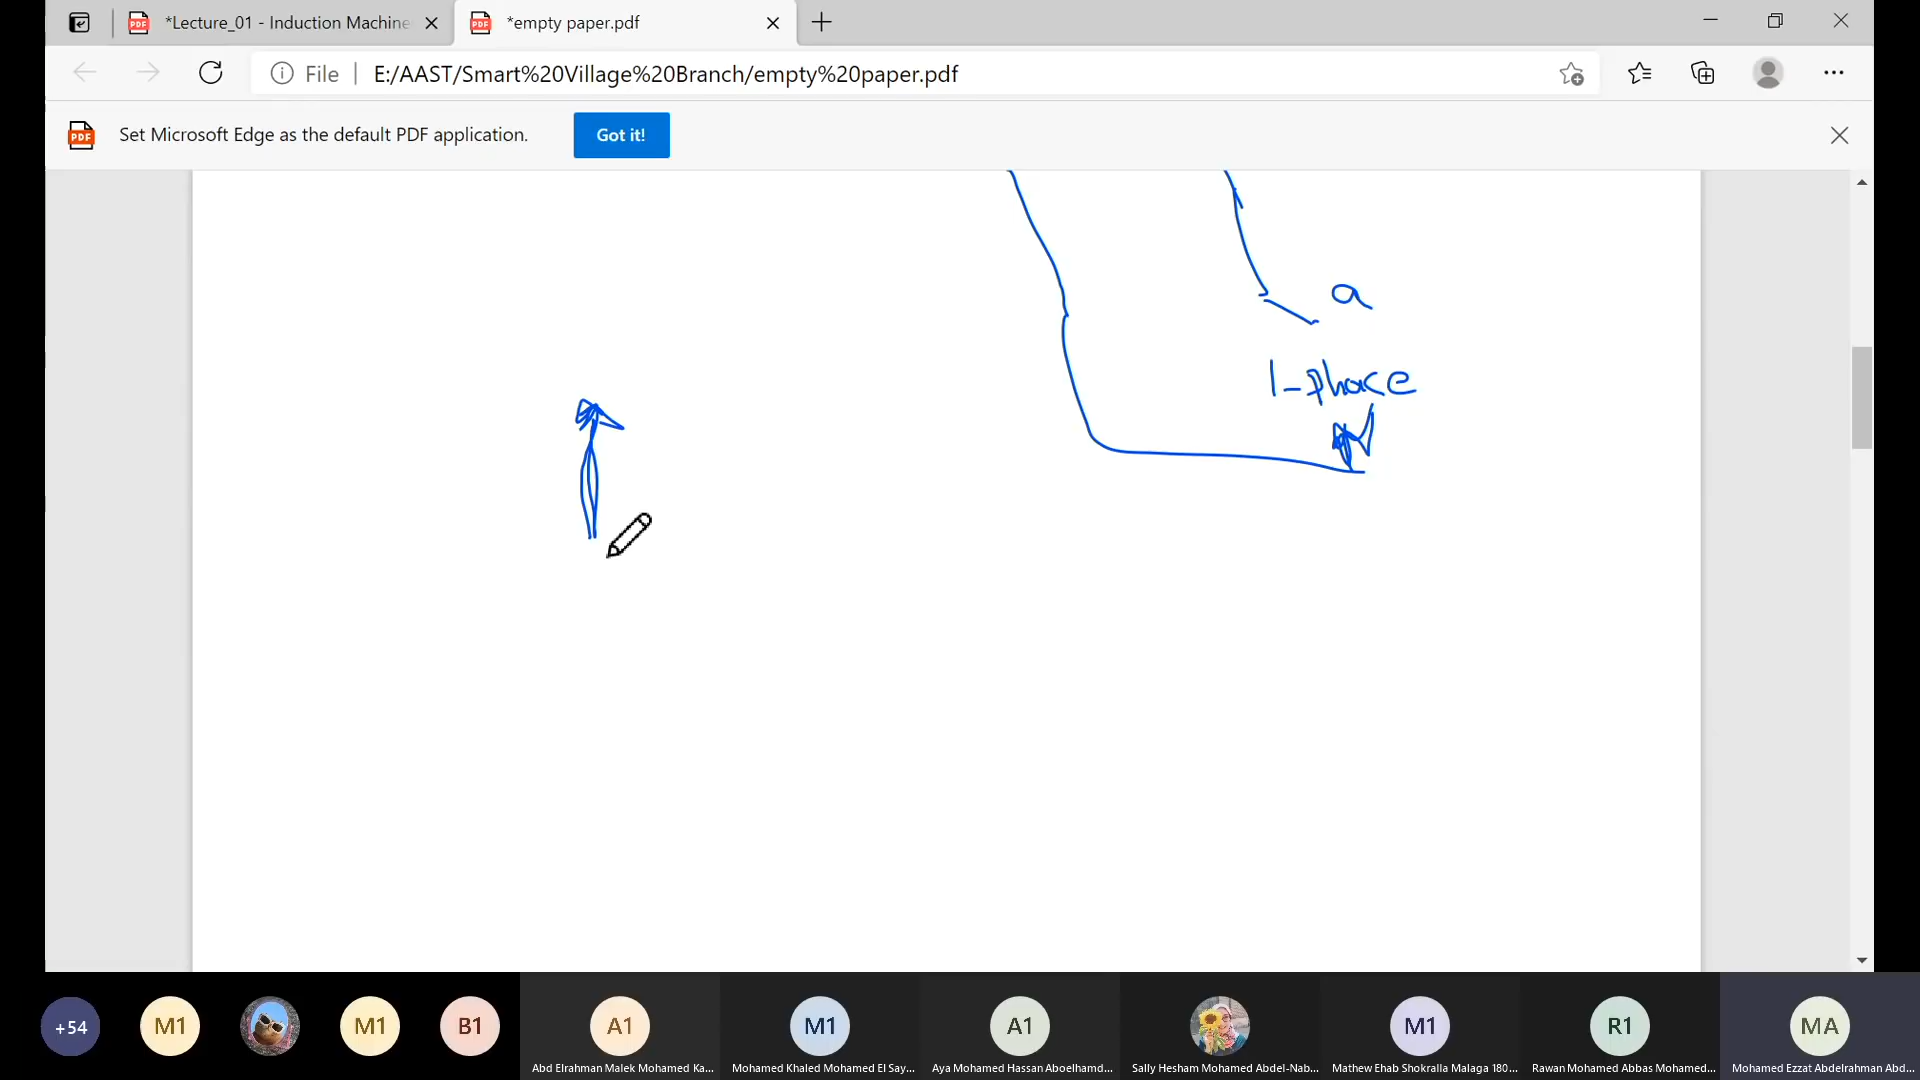 *Lecture_01 - Induction Machine
*empty paper.pdf
File
E:/AAST/Smart%20Village%20Branch/empty%20paper.pdf
Set Microsoft Edge as the default PDF application.
Got it!
a
1-phase
N
+54
M1
M1
B1
A1
M1
A1
M1
R1
MA
Abd Elrahman Malek Mohamed Ka...
Mohamed Khaled Mohamed El Say...
Aya Mohamed Hassan Aboelhamd...
Sally Hesham Mohamed Abdel-Nab...
Mathew Ehab Shokralla Malaga 180...
Rawan Mohamed Abbas Mohamed...
Mohamed Ezzat Abdelrahman Abd...